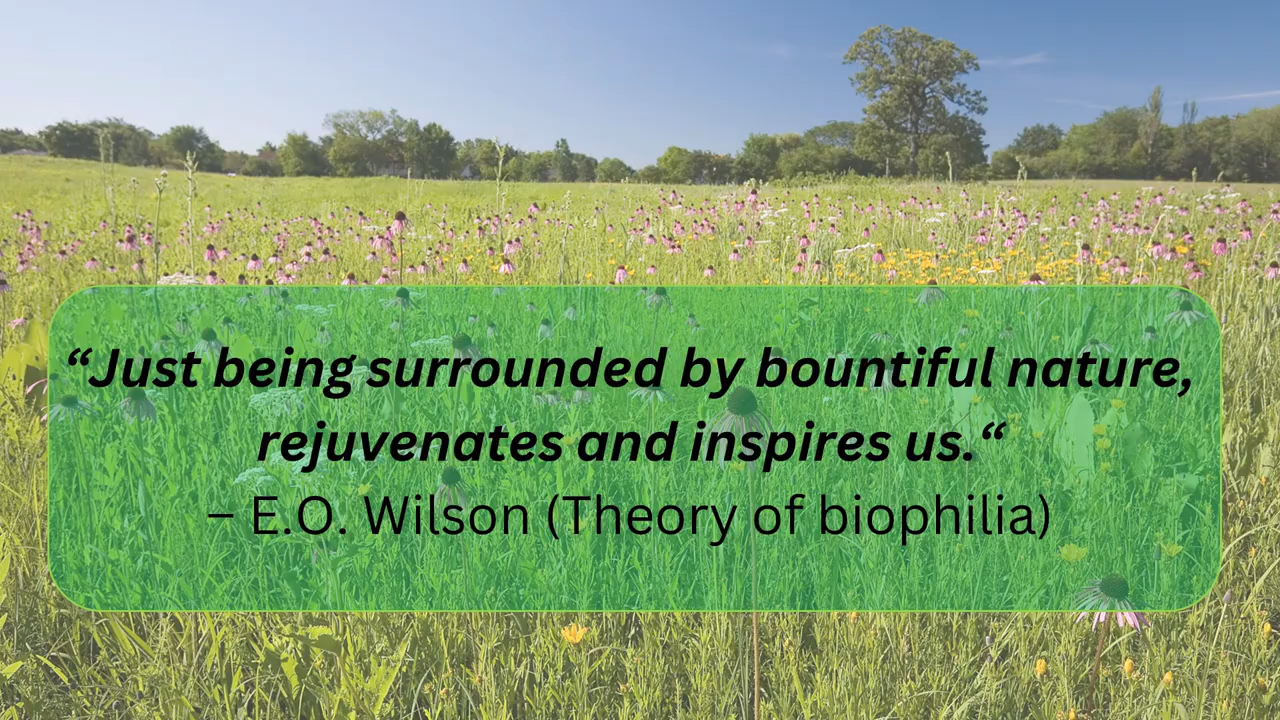 “Just being surrounded by bountiful nature,
rejuvenates and inspires us.“
– E.O. Wilson (Theory of biophilia)